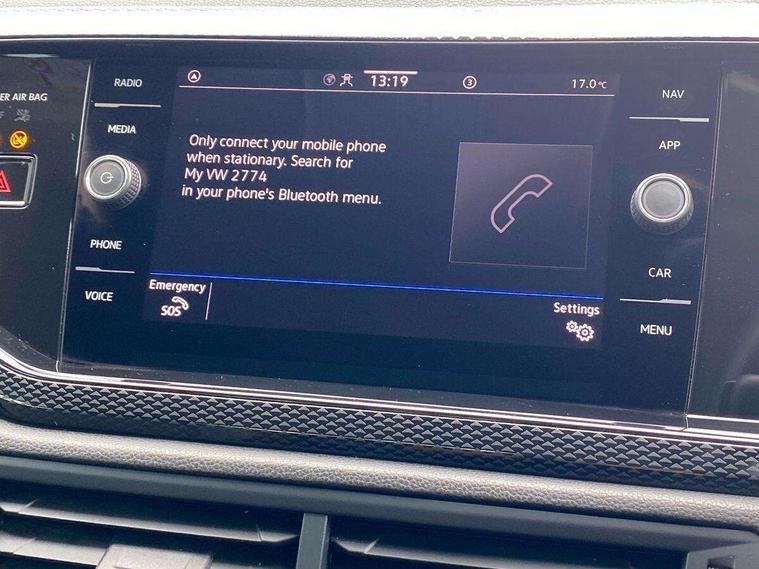 ER AIR BAG
RADIO
MEDIA
PHONE
VOICE
13:19
3
17.0°C
Only connect your mobile phone
when stationary. Search for
My VW 2774
in your phone's Bluetooth menu.
Emergency
SOS
Settings
NAV
APP
CAR
MENU